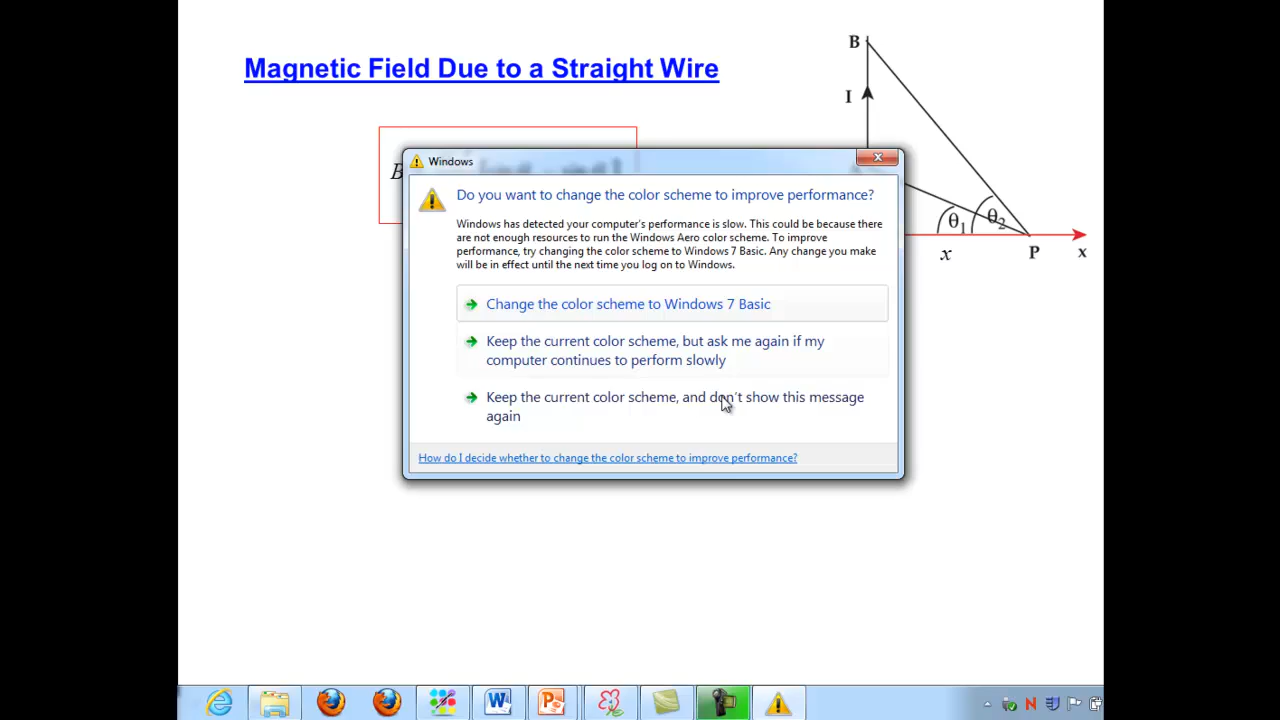 Magnetic Field Due to a Straight Wire
B
I
B
θ1
θ2
x
P
x
Windows
Do you want to change the color scheme to improve performance?
Windows has detected your computer's performance is slow. This could be because there
are not enough resources to run the Windows Aero color scheme. To improve
performance, try changing the color scheme to Windows 7 Basic. Any change you make
will be in effect until the next time you log on to Windows.
Change the color scheme to Windows 7 Basic
Keep the current color scheme, but ask me again if my
computer continues to perform slowly
Keep the current color scheme, and don't show this message
again
How do I decide whether to change the color scheme to improve performance?